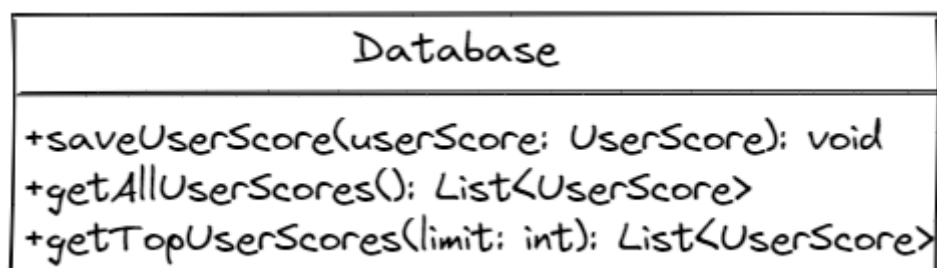 Database
+saveUserScore(userScore: UserScore): void
+getAllUserScores(): List<UserScore>
+getTopUserScores(limit: int): List<UserScore>